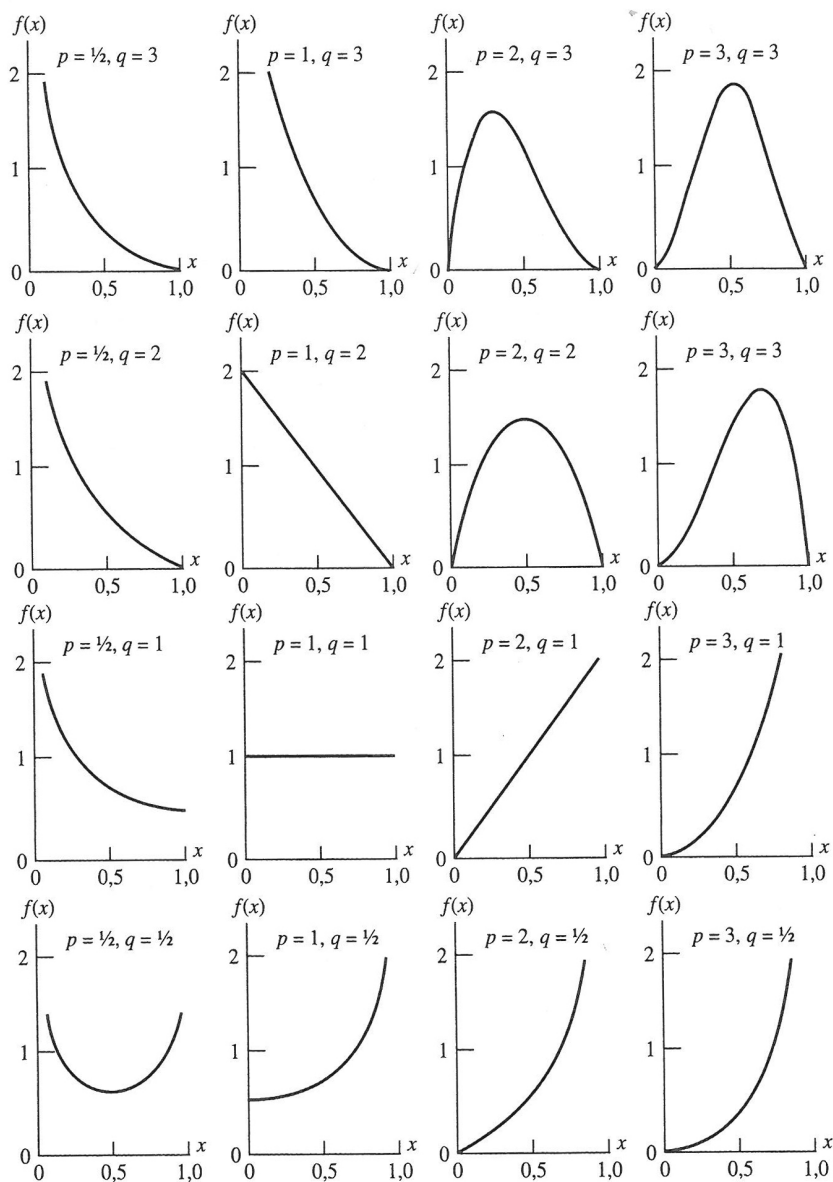 f(x) f(x) f(x) f(x)
p = ½, q = 3 p = 1, q = 3 p = 2, q = 3 p = 3, q = 3
2 2 2 2
1 1 1 1
0 x 0 x 0 x 0 x
0 0,5 1,0 0 0,5 1,0 0 0,5 1,0 0 0,5 1,0
f(x) f(x) f(x) f(x)
p = ½, q = 2 p = 1, q = 2 p = 2, q = 2 p = 3, q = 3
2 2 2 2
1 1 1 1
0 x 0 x 0 x 0 x
0 0,5 1,0 0 0,5 1,0 0 0,5 1,0 0 0,5 1,0
f(x) f(x) f(x) f(x)
p = ½, q = 1 p = 1, q = 1 p = 2, q = 1 p = 3, q = 1
2 2 2 2
1 1 1 1
0 x 0 x 0 x 0 x
0 0,5 1,0 0 0,5 1,0 0 0,5 1,0 0 0,5 1,0
f(x) f(x) f(x) f(x)
p = ½, q = ½ p = 1, q = ½ p = 2, q = ½ p = 3, q = ½
2 2 2 2
1 1 1 1
0 x 0 x 0 x 0 x
0 0,5 1,0 0 0,5 1,0 0 0,5 1,0 0 0,5 1,0